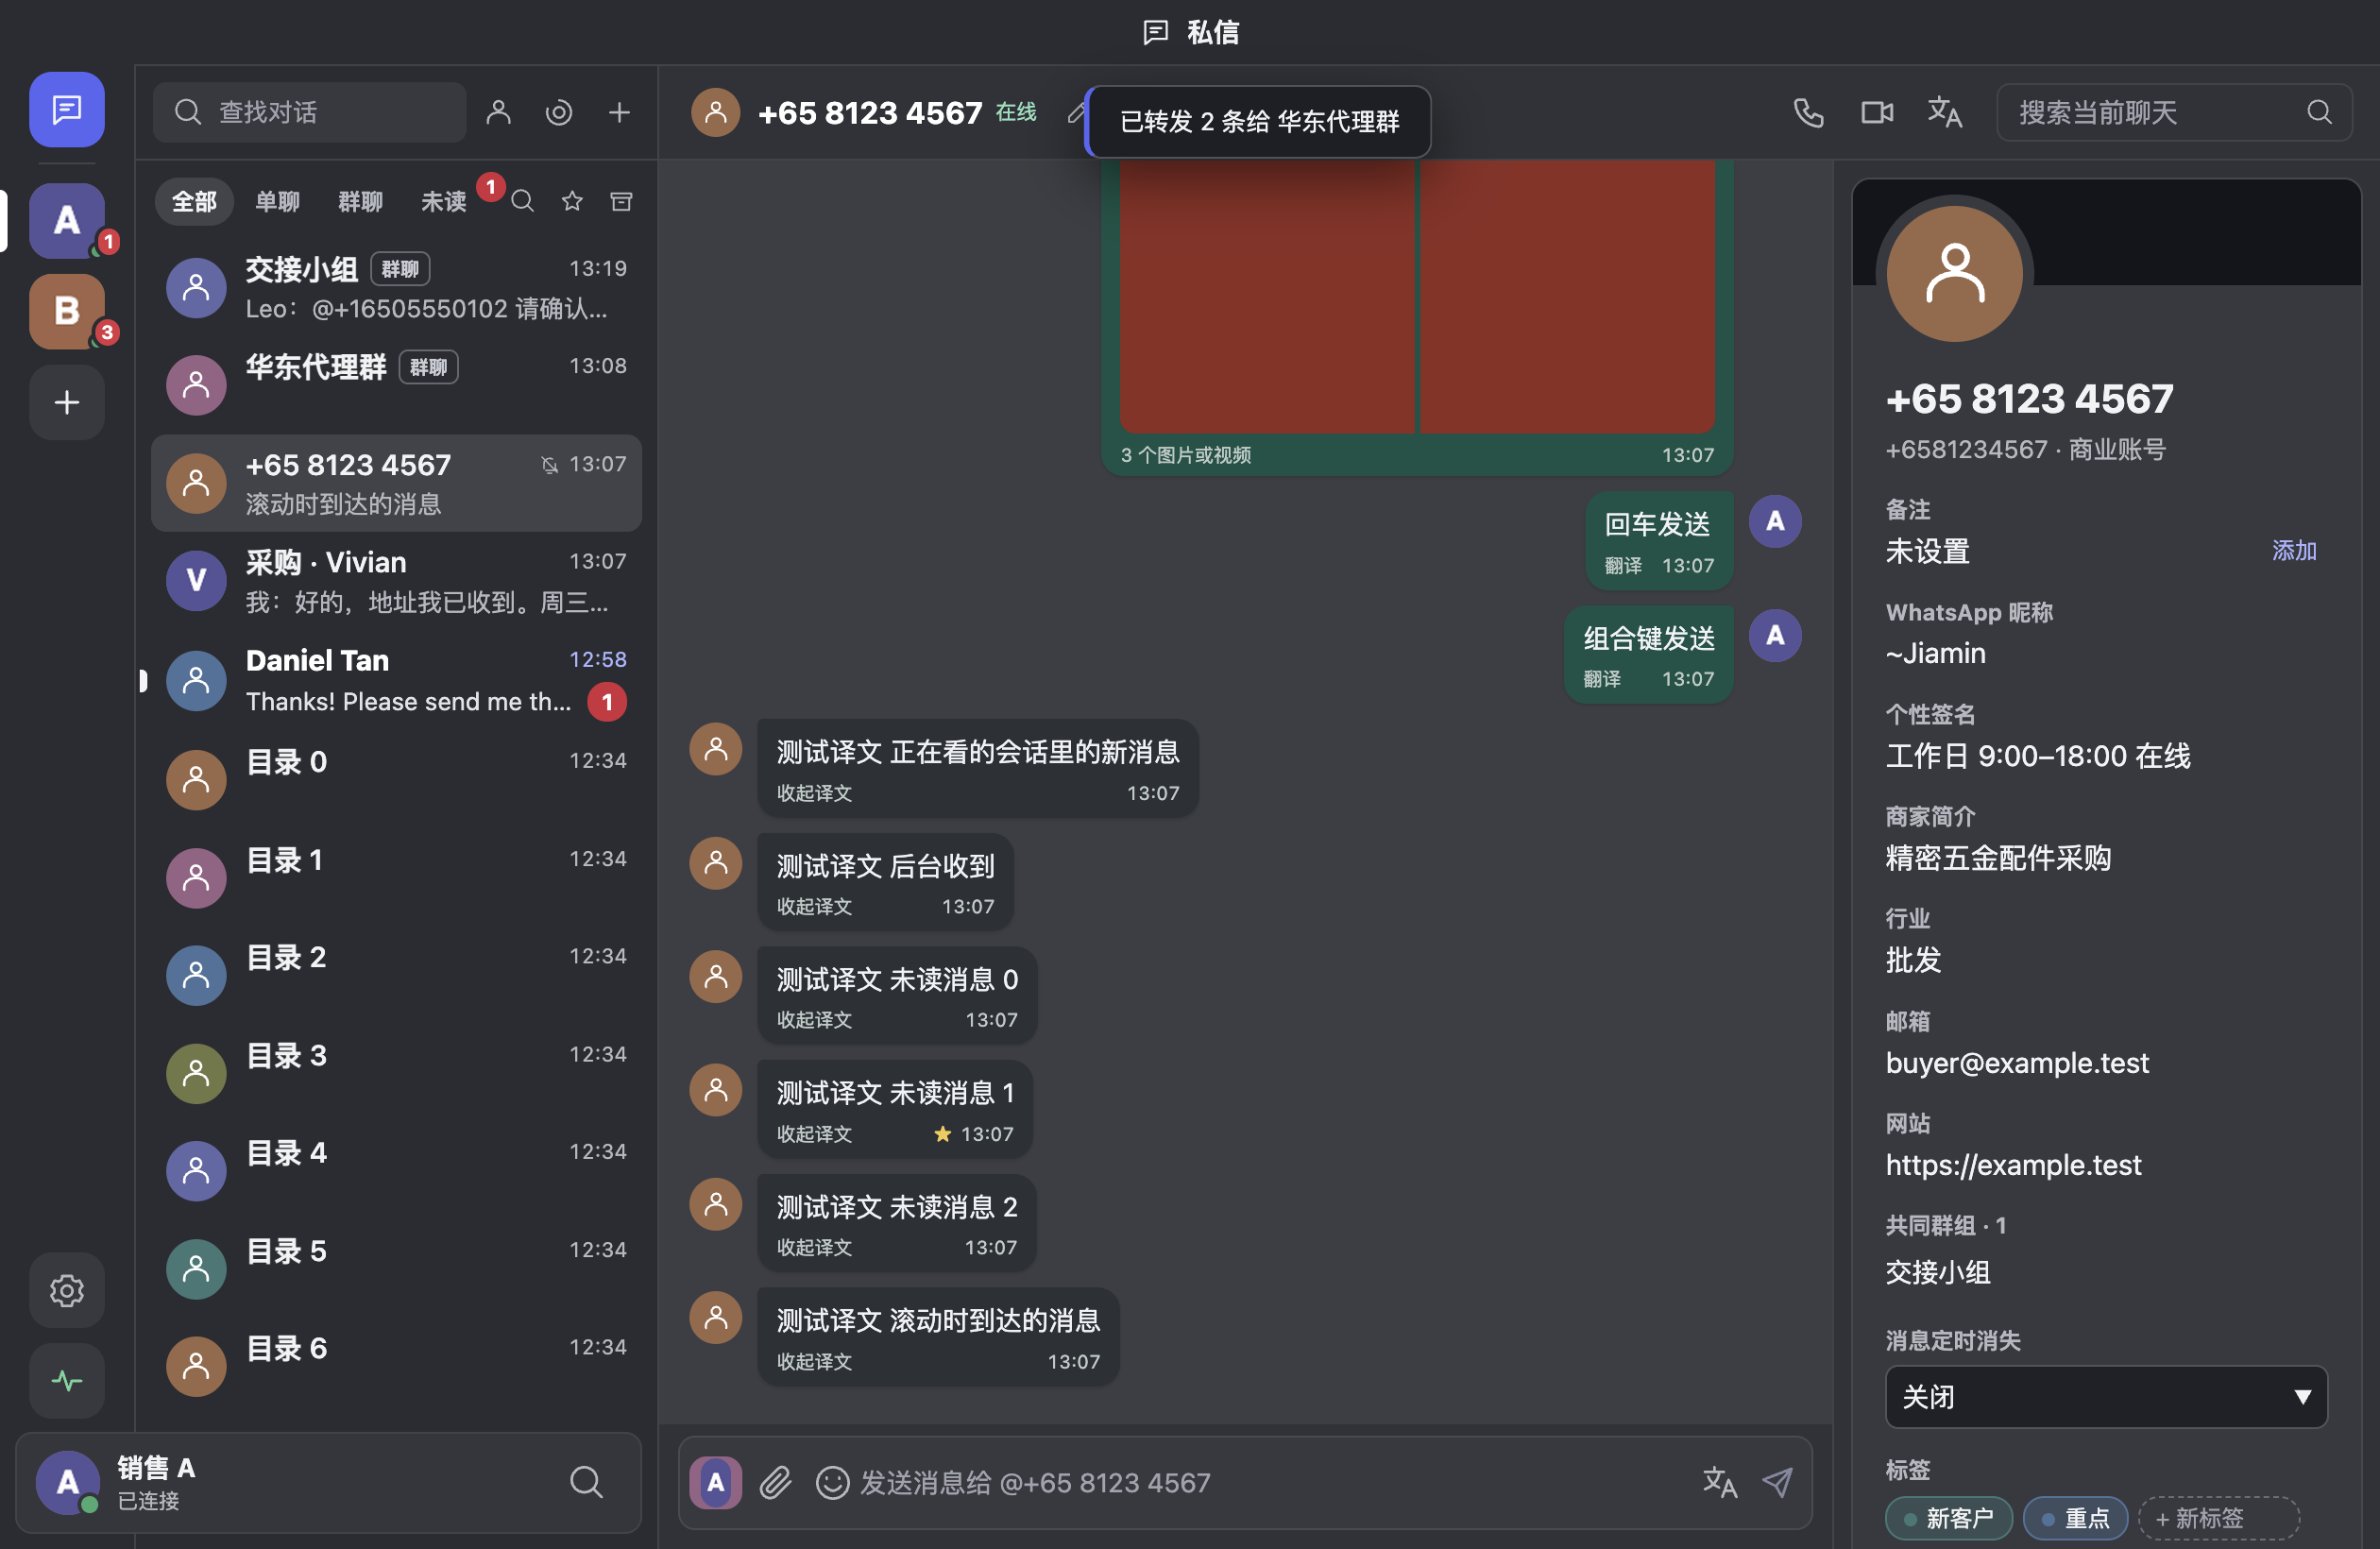 私信
查找对话
全部 单聊 群聊 未读 1
A 1
B 3
交接小组 群聊 13:19
Leo：@+16505550102 请确认...
华东代理群 群聊 13:08
+65 8123 4567 13:07
滚动时到达的消息
V
采购 · Vivian 13:07
我：好的，地址我已收到。周三...
Daniel Tan 12:58
Thanks! Please send me th... 1
目录 0 12:34
目录 1 12:34
目录 2 12:34
目录 3 12:34
目录 4 12:34
目录 5 12:34
目录 6 12:34
A
销售 A
已连接
+65 8123 4567 在线
已转发 2 条给 华东代理群
搜索当前聊天
3 个图片或视频 13:07
回车发送
翻译 13:07
A
组合键发送
翻译 13:07
A
测试译文 正在看的会话里的新消息
收起译文 13:07
测试译文 后台收到
收起译文 13:07
测试译文 未读消息 0
收起译文 13:07
测试译文 未读消息 1
收起译文 13:07
测试译文 未读消息 2
收起译文 13:07
测试译文 滚动时到达的消息
收起译文 13:07
A
发送消息给 @+65 8123 4567
+65 8123 4567
+6581234567 · 商业账号
备注
未设置 添加
WhatsApp 昵称
~Jiamin
个性签名
工作日 9:00–18:00 在线
商家简介
精密五金配件采购
行业
批发
邮箱
buyer@example.test
网站
https://example.test
共同群组 · 1
交接小组
消息定时消失
关闭
标签
新客户 重点 + 新标签